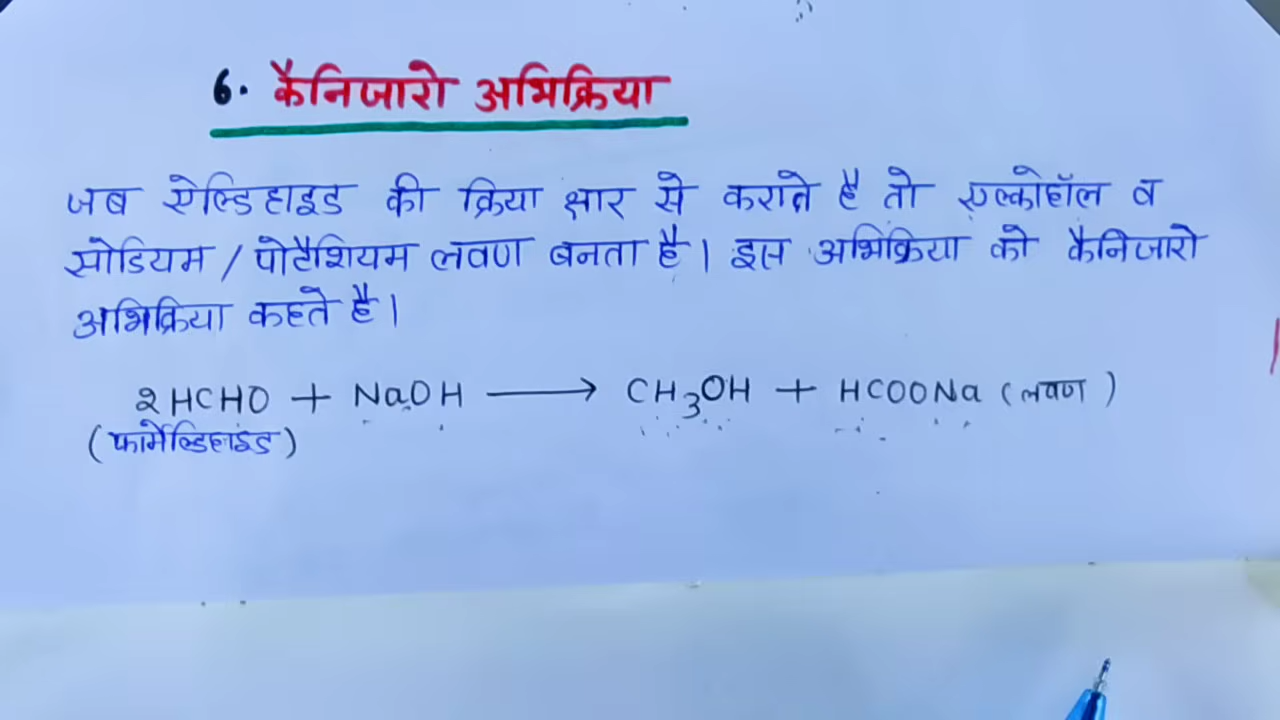 6. कैनिजारो अभिक्रिया
जब ऐल्डिहाइड की क्रिया क्षार से कराते है तो एल्कोहॉल व
सोडियम / पोटैशियम लवण बनता है। इस अभिक्रिया को कैनिजारो
अभिक्रिया कहते है।
2HCHO + NaOH ⟶ CH₃OH + HCOONa (लवण)
(फार्मेल्डिहाइड)